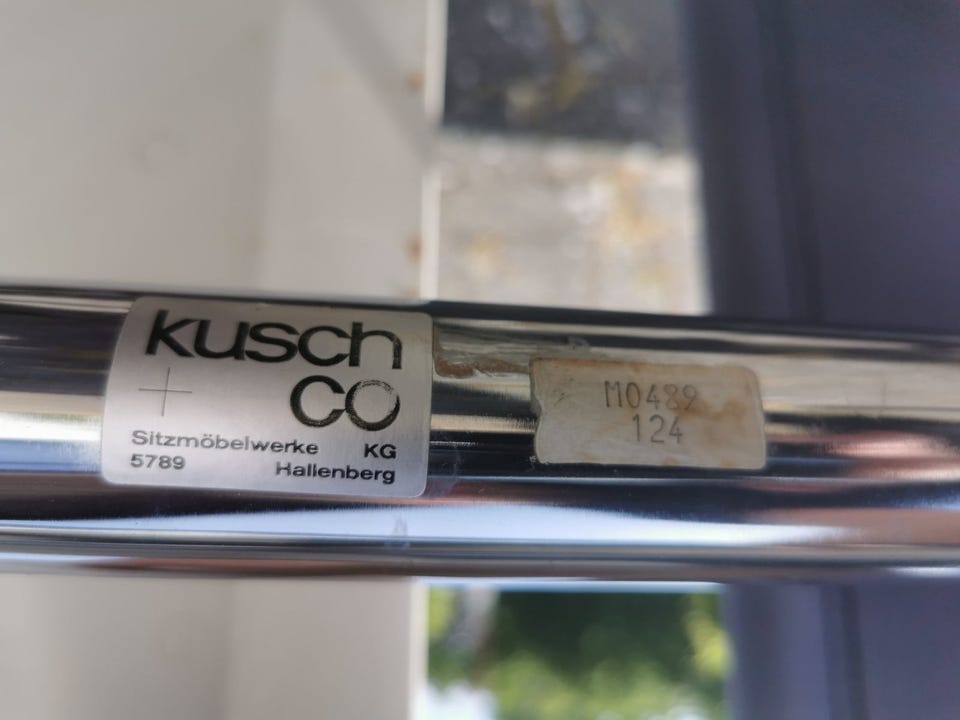 kusch
+ co
Sitzmöbelwerke KG
5789 Hallenberg
M0489
124